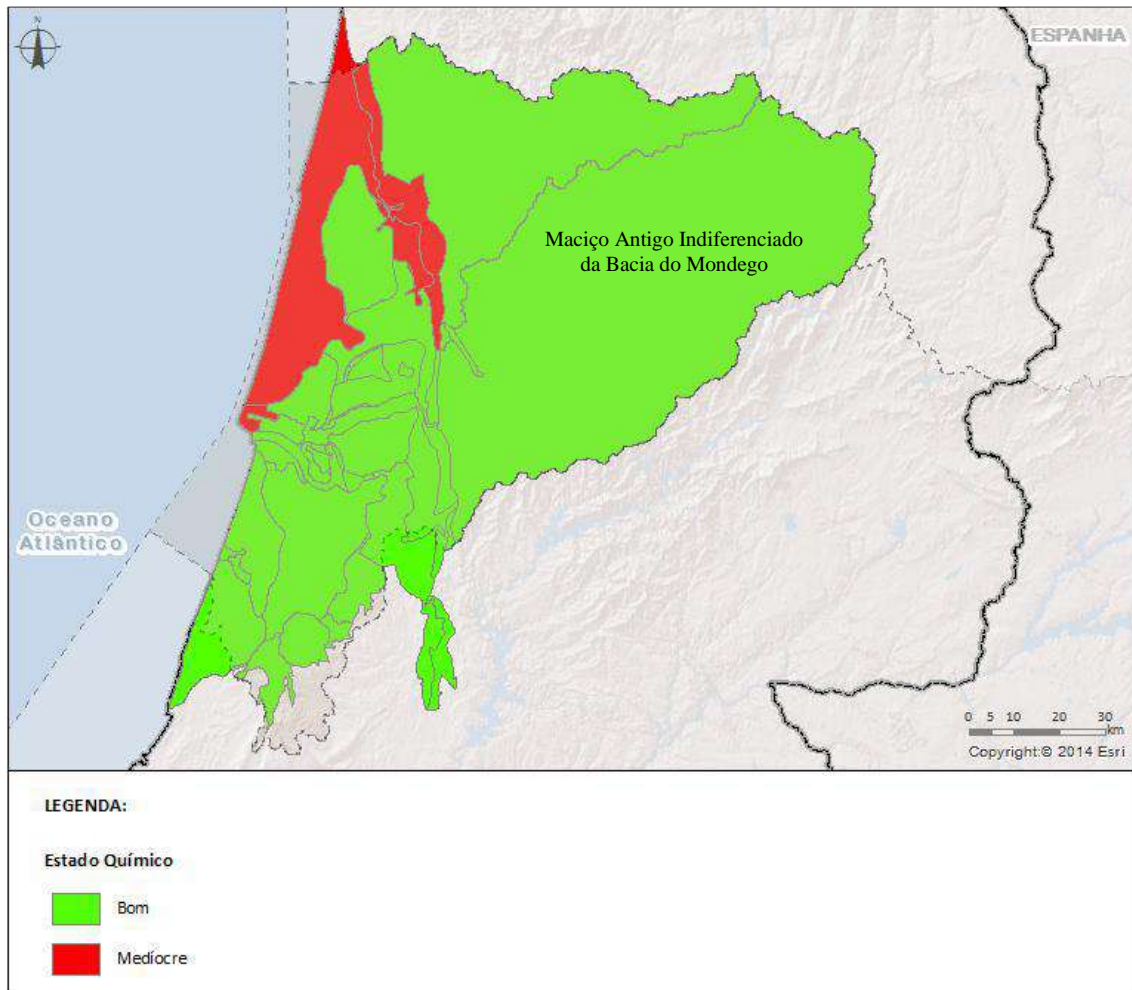 ESPANHA
Maciço Antigo Indiferenciado
da Bacia do Mondego
Oceano
Atlântico
0 5 10 20 30
km
Copyright:© 2014 Esri
LEGENDA:
Estado Químico
Bom
Medíocre